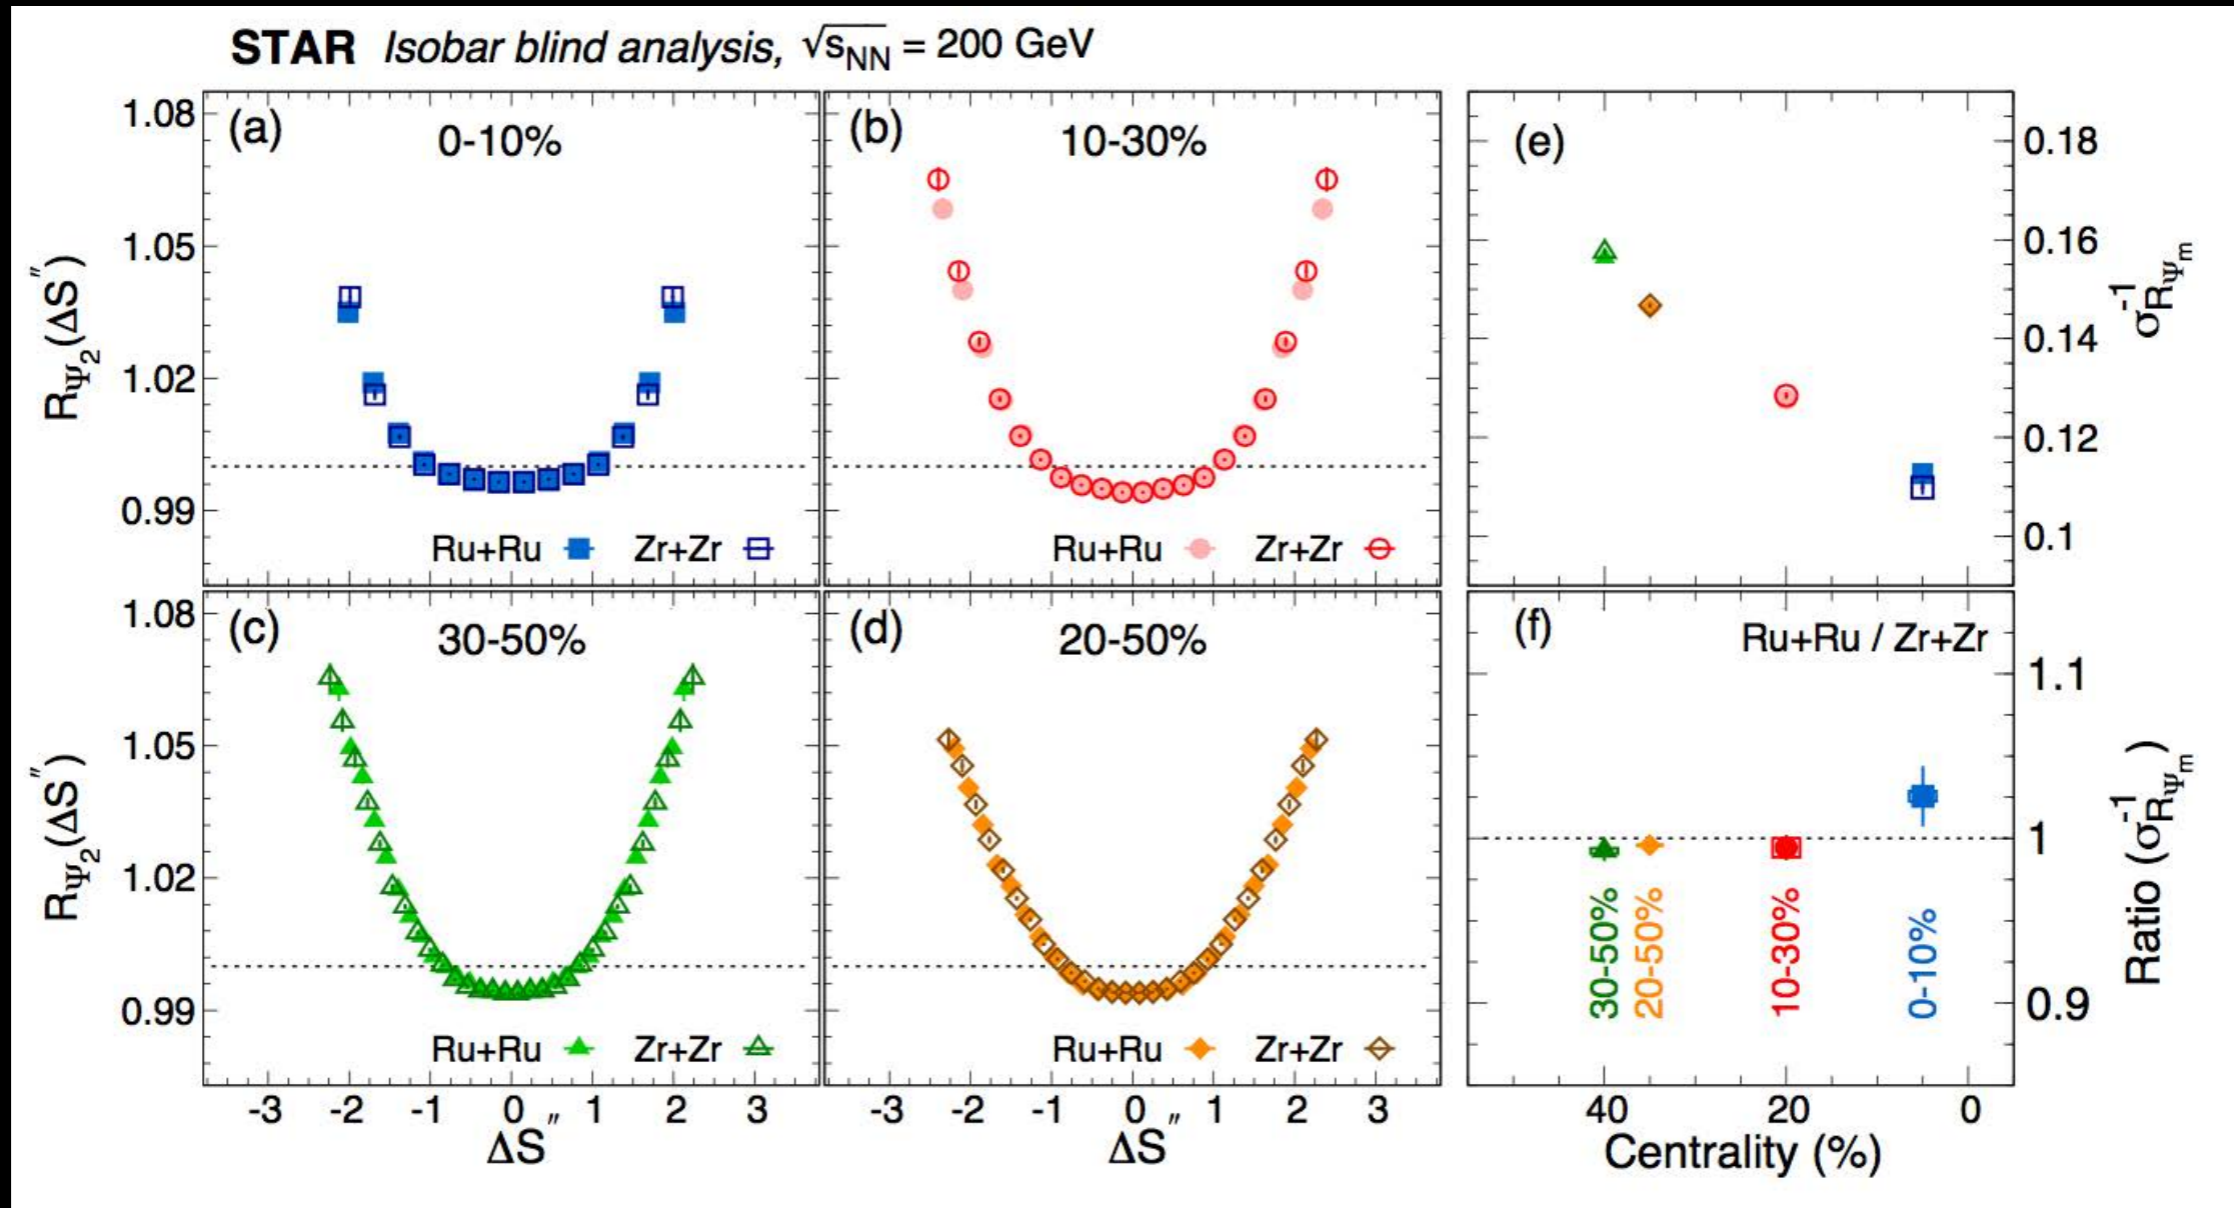 STAR Isobar blind analysis, √sNN = 200 GeV
(a) 0-10%
1.08
1.05
1.02
0.99
RΨ2(ΔS″)
Ru+Ru Zr+Zr
(b) 10-30%
Ru+Ru Zr+Zr
(e)
0.18
0.16
0.14
0.12
0.1
σ-1RΨm
(c) 30-50%
1.08
1.05
1.02
0.99
RΨ2(ΔS″)
Ru+Ru Zr+Zr
-3 -2 -1 0 1 2 3
ΔS″
(d) 20-50%
Ru+Ru Zr+Zr
-3 -2 -1 0 1 2 3
ΔS″
(f) Ru+Ru / Zr+Zr
1.1
1
0.9
Ratio (σ-1RΨm)
30-50%
20-50%
10-30%
0-10%
40 20 0
Centrality (%)